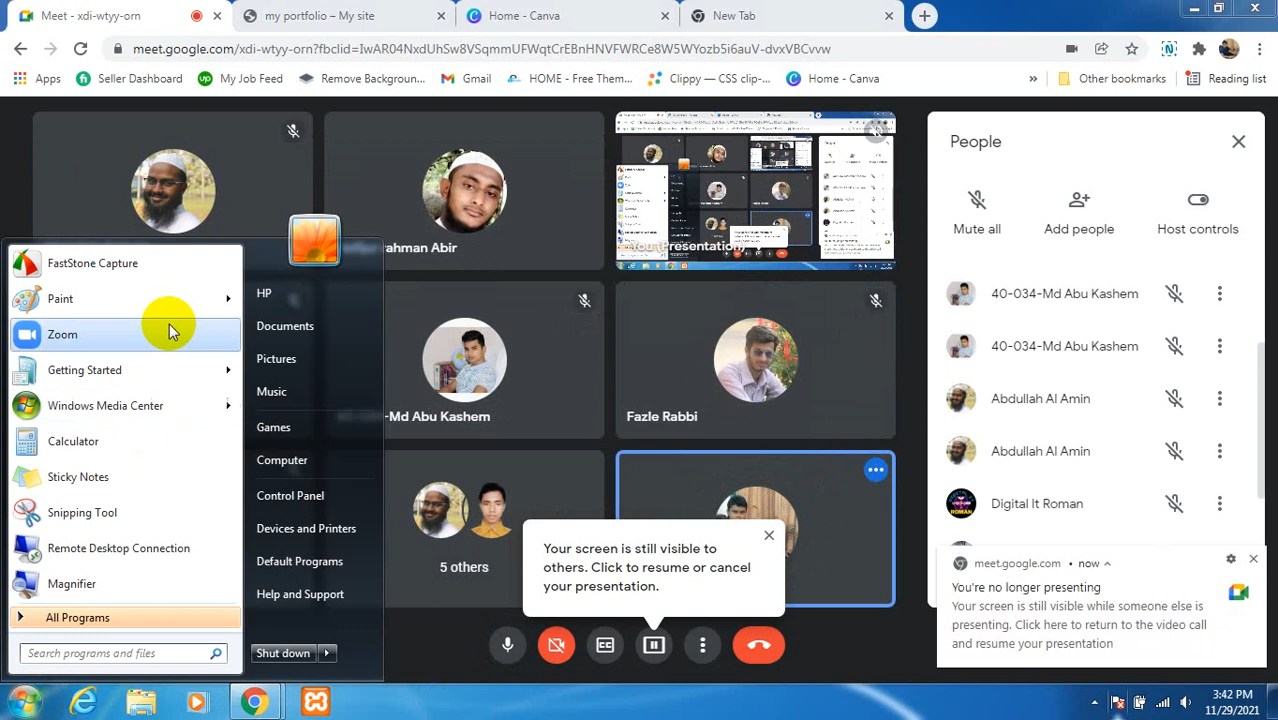 Meet - xdi-wtyy-orn
my portfolio – My site
Home - Canva
New Tab
meet.google.com/xdi-wtyy-orn?fbclid=IwAR04NxdUhSw8VSqmmUFWqtCrEBnHNVFWRCe8W5WYozb5i6auV-dvxVBCvvw
Apps
Seller Dashboard
My Job Feed
Remove Backgroun...
Gmail
HOME - Free Them...
Clippy — CSS clip-...
Home - Canva
»
Other bookmarks
Reading list
rahman Abir
You (Presentation)
-Md Abu Kashem
Fazle Rabbi
5 others
People
Mute all
Add people
Host controls
40-034-Md Abu Kashem
40-034-Md Abu Kashem
Abdullah Al Amin
Abdullah Al Amin
Digital It Roman
FastStone Capture
Paint
Zoom
Getting Started
Windows Media Center
Calculator
Sticky Notes
Snipping Tool
Remote Desktop Connection
Magnifier
All Programs
Search programs and files
HP
Documents
Pictures
Music
Games
Computer
Control Panel
Devices and Printers
Default Programs
Help and Support
Shut down
Your screen is still visible to
others. Click to resume or cancel
your presentation.
meet.google.com • now
You're no longer presenting
Your screen is still visible while someone else is
presenting. Click here to return to the video call
and resume your presentation
3:42 PM
11/29/2021